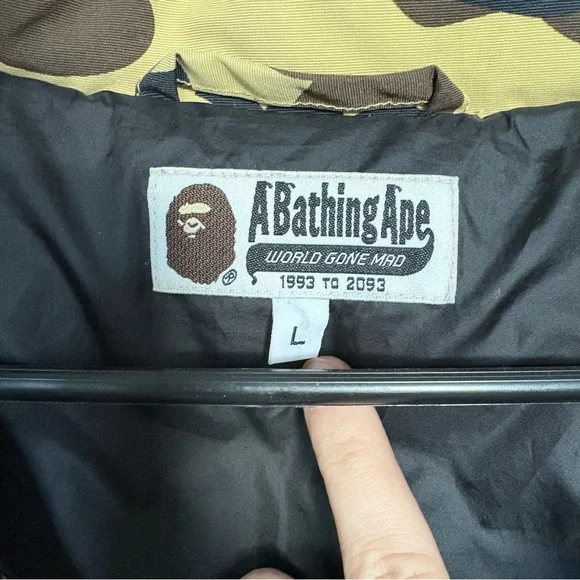 ABathingApe
WORLD GONE MAD
1993 TO 2093
®
L